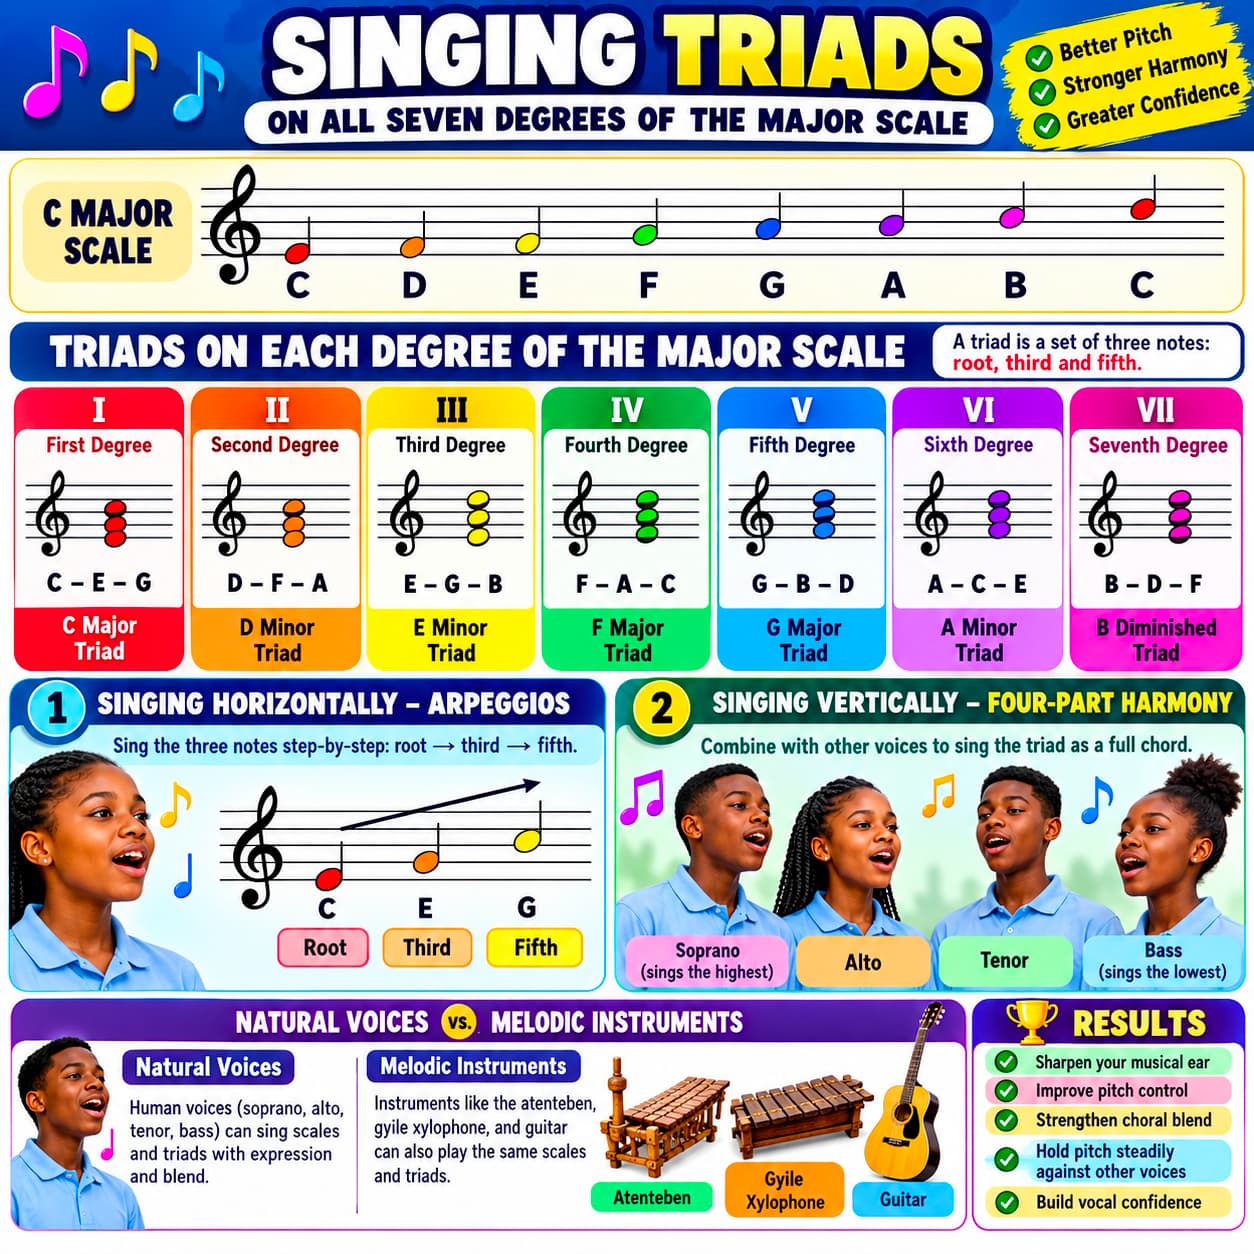 SINGING TRIADS
ON ALL SEVEN DEGREES OF THE MAJOR SCALE
Better Pitch
Stronger Harmony
Greater Confidence
C MAJOR
SCALE
C D E F G A B C
TRIADS ON EACH DEGREE OF THE MAJOR SCALE
A triad is a set of three notes:
root, third and fifth.
I
First Degree
C – E – G
C Major
Triad
II
Second Degree
D – F – A
D Minor
Triad
III
Third Degree
E – G – B
E Minor
Triad
IV
Fourth Degree
F – A – C
F Major
Triad
V
Fifth Degree
G – B – D
G Major
Triad
VI
Sixth Degree
A – C – E
A Minor
Triad
VII
Seventh Degree
B – D – F
B Diminished
Triad
1
SINGING HORIZONTALLY – ARPEGGIOS
Sing the three notes step-by-step: root → third → fifth.
C E G
Root Third Fifth
2
SINGING VERTICALLY – FOUR-PART HARMONY
Combine with other voices to sing the triad as a full chord.
Soprano
(sings the highest)
Alto
Tenor
Bass
(sings the lowest)
NATURAL VOICES VS. MELODIC INSTRUMENTS
Natural Voices
Human voices (soprano, alto,
tenor, bass) can sing scales
and triads with expression
and blend.
Melodic Instruments
Instruments like the atenteben,
gyile xylophone, and guitar
can also play the same scales
and triads.
Atenteben
Gyile
Xylophone
Guitar
RESULTS
Sharpen your musical ear
Improve pitch control
Strengthen choral blend
Hold pitch steadily
against other voices
Build vocal confidence